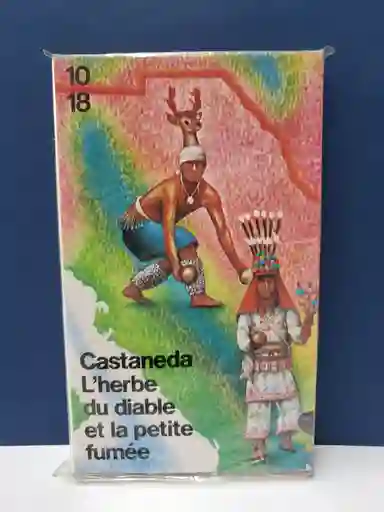 10
18
Castaneda
L'herbe
du diable
et la petite
fumée